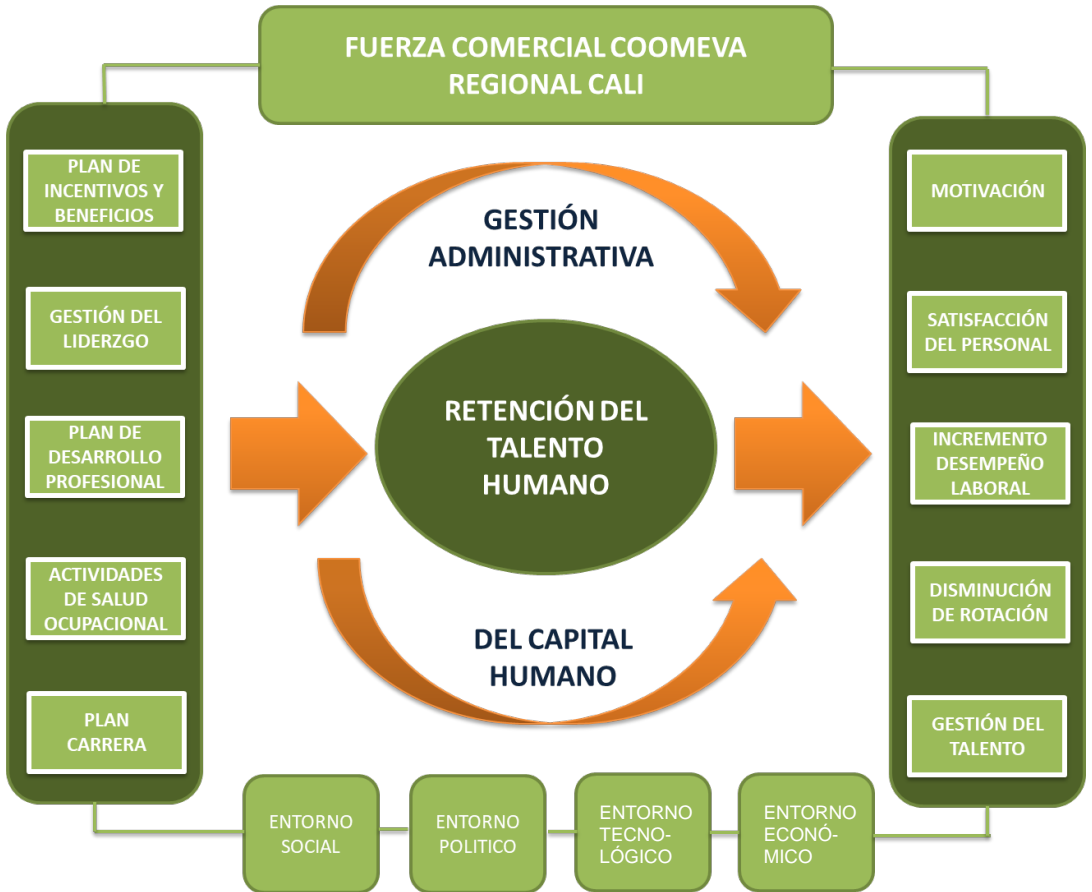 FUERZA COMERCIAL COOMEVA
REGIONAL CALI
PLAN DE
INCENTIVOS Y
BENEFICIOS
GESTIÓN DEL
LIDERZGO
PLAN DE
DESARROLLO
PROFESIONAL
ACTIVIDADES
DE SALUD
OCUPACIONAL
PLAN
CARRERA
GESTIÓN
ADMINISTRATIVA
RETENCIÓN DEL
TALENTO
HUMANO
DEL CAPITAL
HUMANO
MOTIVACIÓN
SATISFACCIÓN
DEL PERSONAL
INCREMENTO
DESEMPEÑO
LABORAL
DISMINUCIÓN
DE ROTACIÓN
GESTIÓN DEL
TALENTO
ENTORNO
SOCIAL
ENTORNO
POLITICO
ENTORNO
TECNO-
LÓGICO
ENTORNO
ECONÓ-
MICO